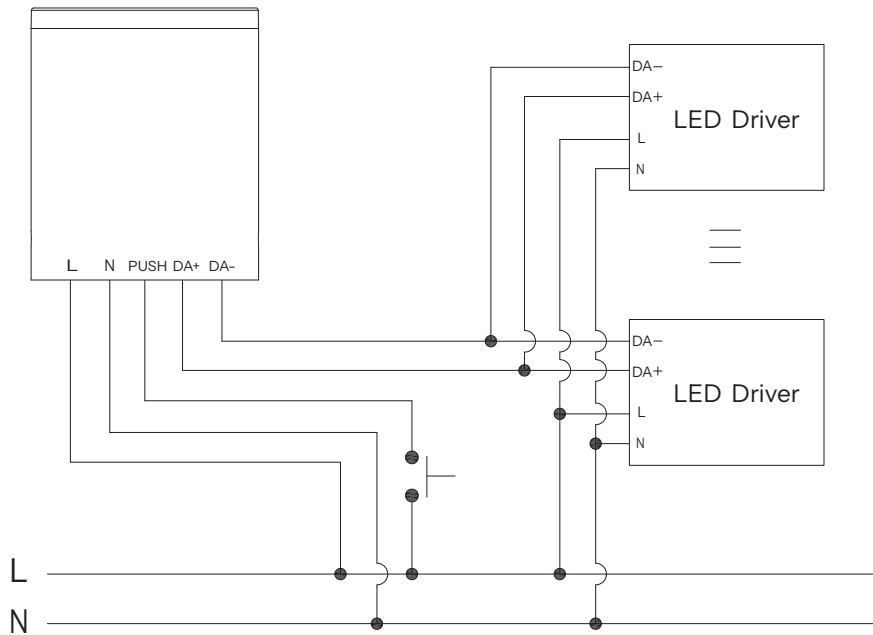 DA−
DA+
LED Driver
L
N
L N PUSH DA+ DA-
DA−
DA+
LED Driver
L
N
L
N